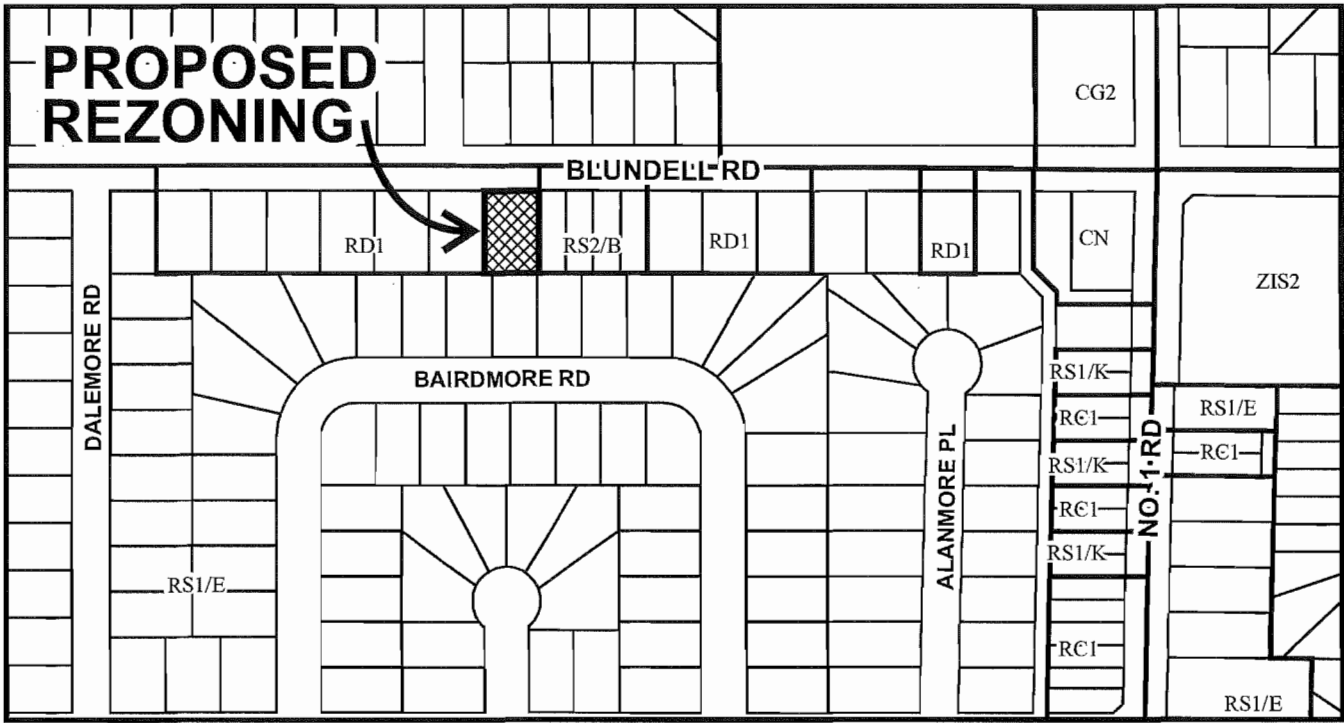 PROPOSED
REZONING
CG2
BLUNDELL RD
RD1
RS2/B
RD1
RD1
CN
ZIS2
DALEMORE RD
BAIRDMORE RD
ALANMORE PL
NO. 1 RD
RS1/K
RC1
RS1/K
RC1
RS1/K
RC1
RS1/E
RC1
RS1/E
RS1/E